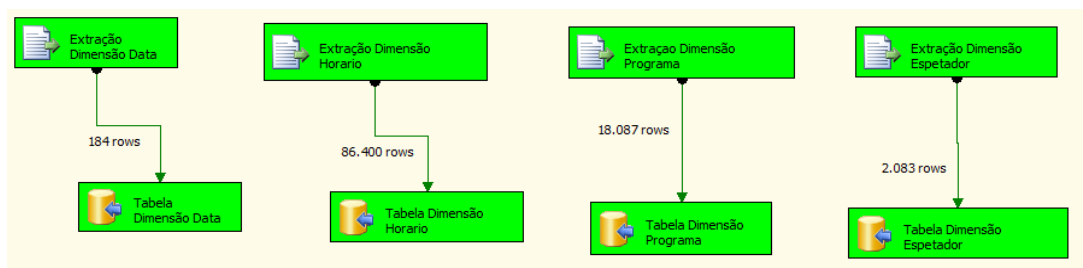 Extração
Dimensão Data
184 rows
Tabela
Dimensão Data
Extração Dimensão
Horario
86.400 rows
Tabela Dimensão
Horario
Extraçao Dimensão
Programa
18.087 rows
Tabela Dimensão
Programa
Extração Dimensão
Espetador
2.083 rows
Tabela Dimensão
Espetador